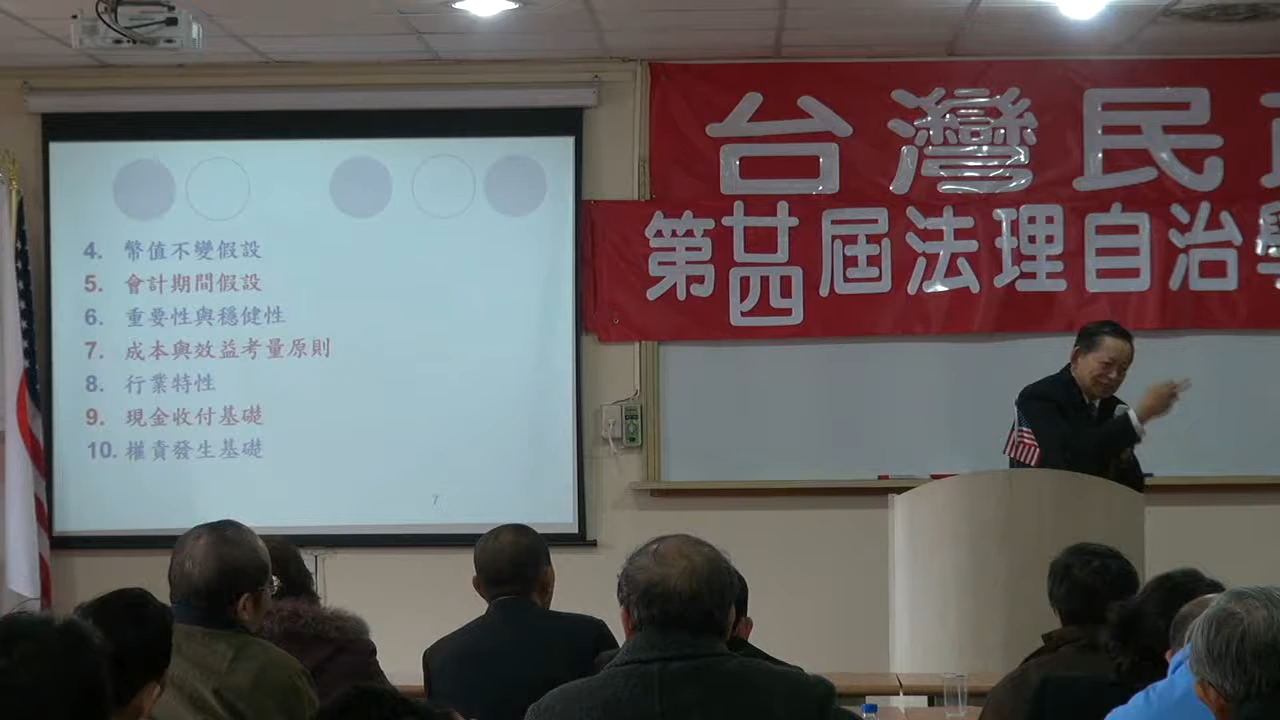 台灣民
第廿四屆法理自治學
4. 幣值不變假設
5. 會計期間假設
6. 重要性與穩健性
7. 成本與效益考量原則
8. 行業特性
9. 現金收付基礎
10. 權責發生基礎
7